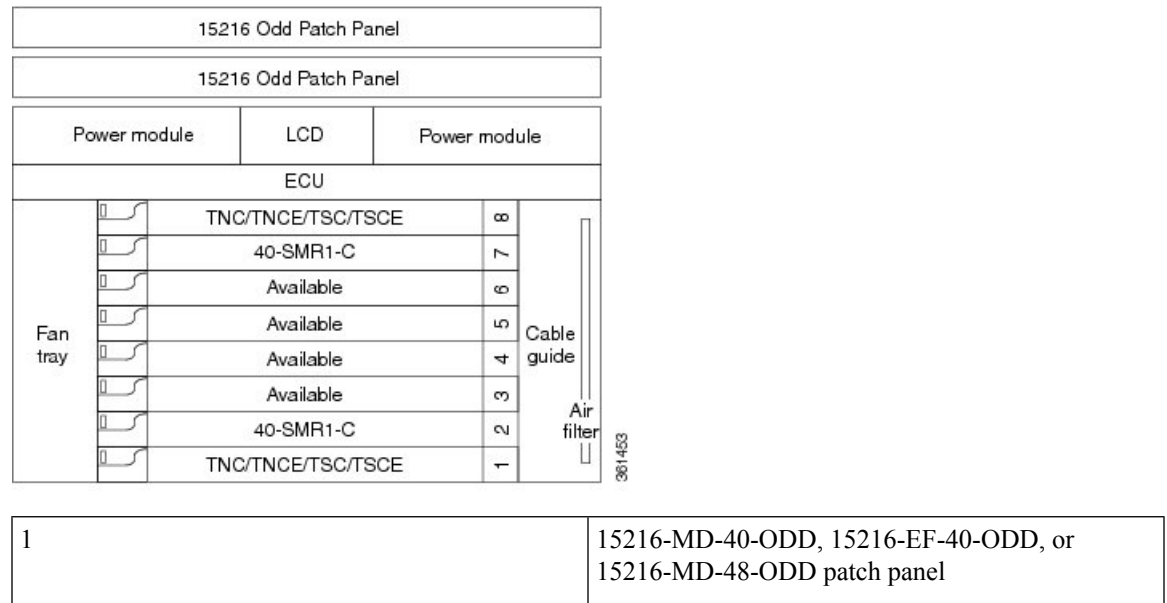 15216 Odd Patch Panel
15216 Odd Patch Panel
Power module LCD Power module
ECU
TNC/TNCE/TSC/TSCE 8
40-SMR1-C 7
Available 6
Available 5
Available 4
Available 3
40-SMR1-C 2
TNC/TNCE/TSC/TSCE 1
Fan
tray
Cable
guide
Air
filter
361453
1 15216-MD-40-ODD, 15216-EF-40-ODD, or
15216-MD-48-ODD patch panel